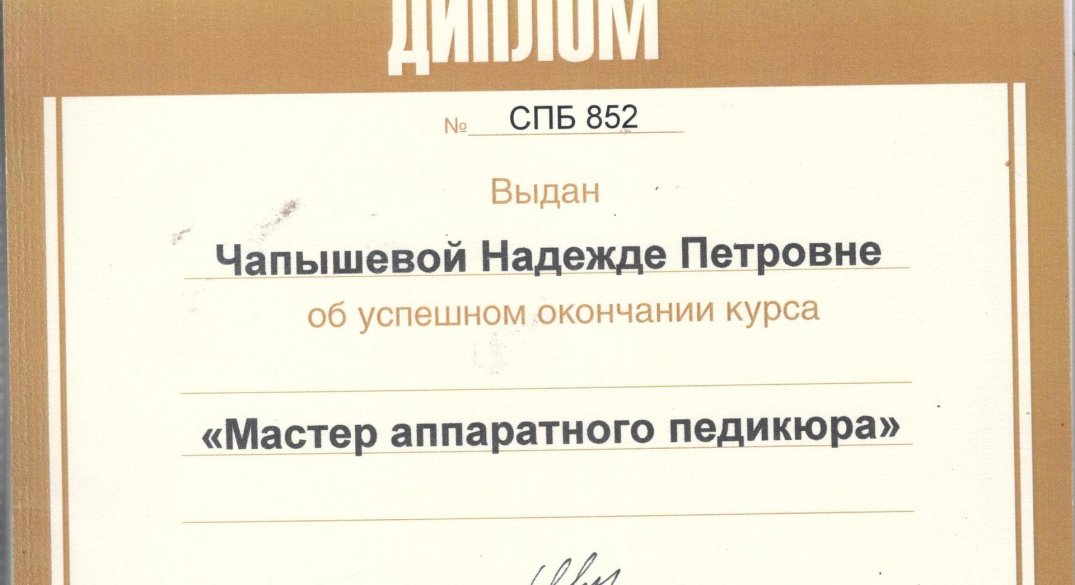 ДИПЛОМ
№ СПБ 852
Выдан
Чапышевой Надежде Петровне
об успешном окончании курса
«Мастер аппаратного педикюра»